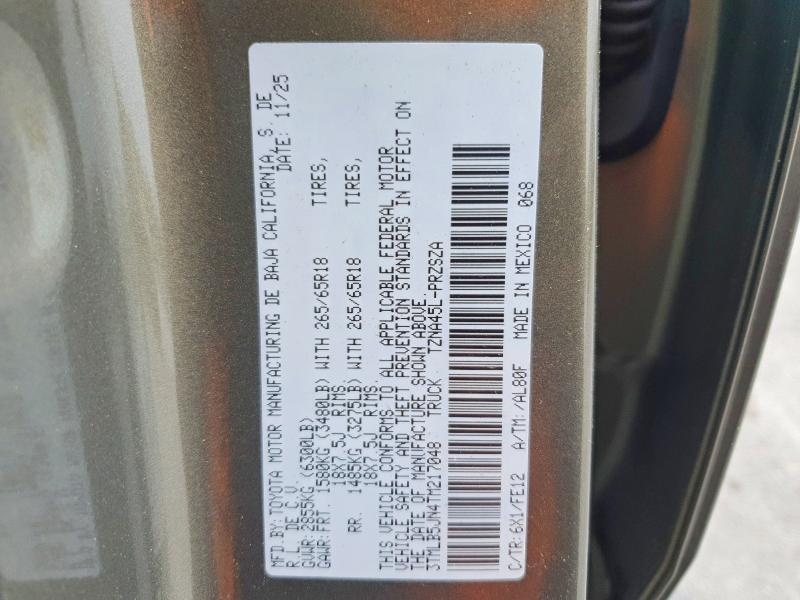 MFD.BY:TOYOTA MOTOR MANUFACTURING DE BAJA CALIFORNIA, S. DE
R.L. DE C.V. DATE: 11/25
GVWR: 2855KG (6300LB)
GAWR:FRT. 1580KG (3480LB) WITH 265/65R18 TIRES,
18X7.5J RIMS,
RR. 1485KG (3275LB) WITH 265/65R18 TIRES,
18X7.5J RIMS.
THIS VEHICLE CONFORMS TO ALL APPLICABLE FEDERAL MOTOR
VEHICLE SAFETY AND THEFT PREVENTION STANDARDS IN EFFECT ON
THE DATE OF MANUFACTURE SHOWN ABOVE.
3TMLB5JN4TM217048 TRUCK TZNA45L-PRZSZA
C/TR: 6X1/FE12 A/TM: /AL80F MADE IN MEXICO 068